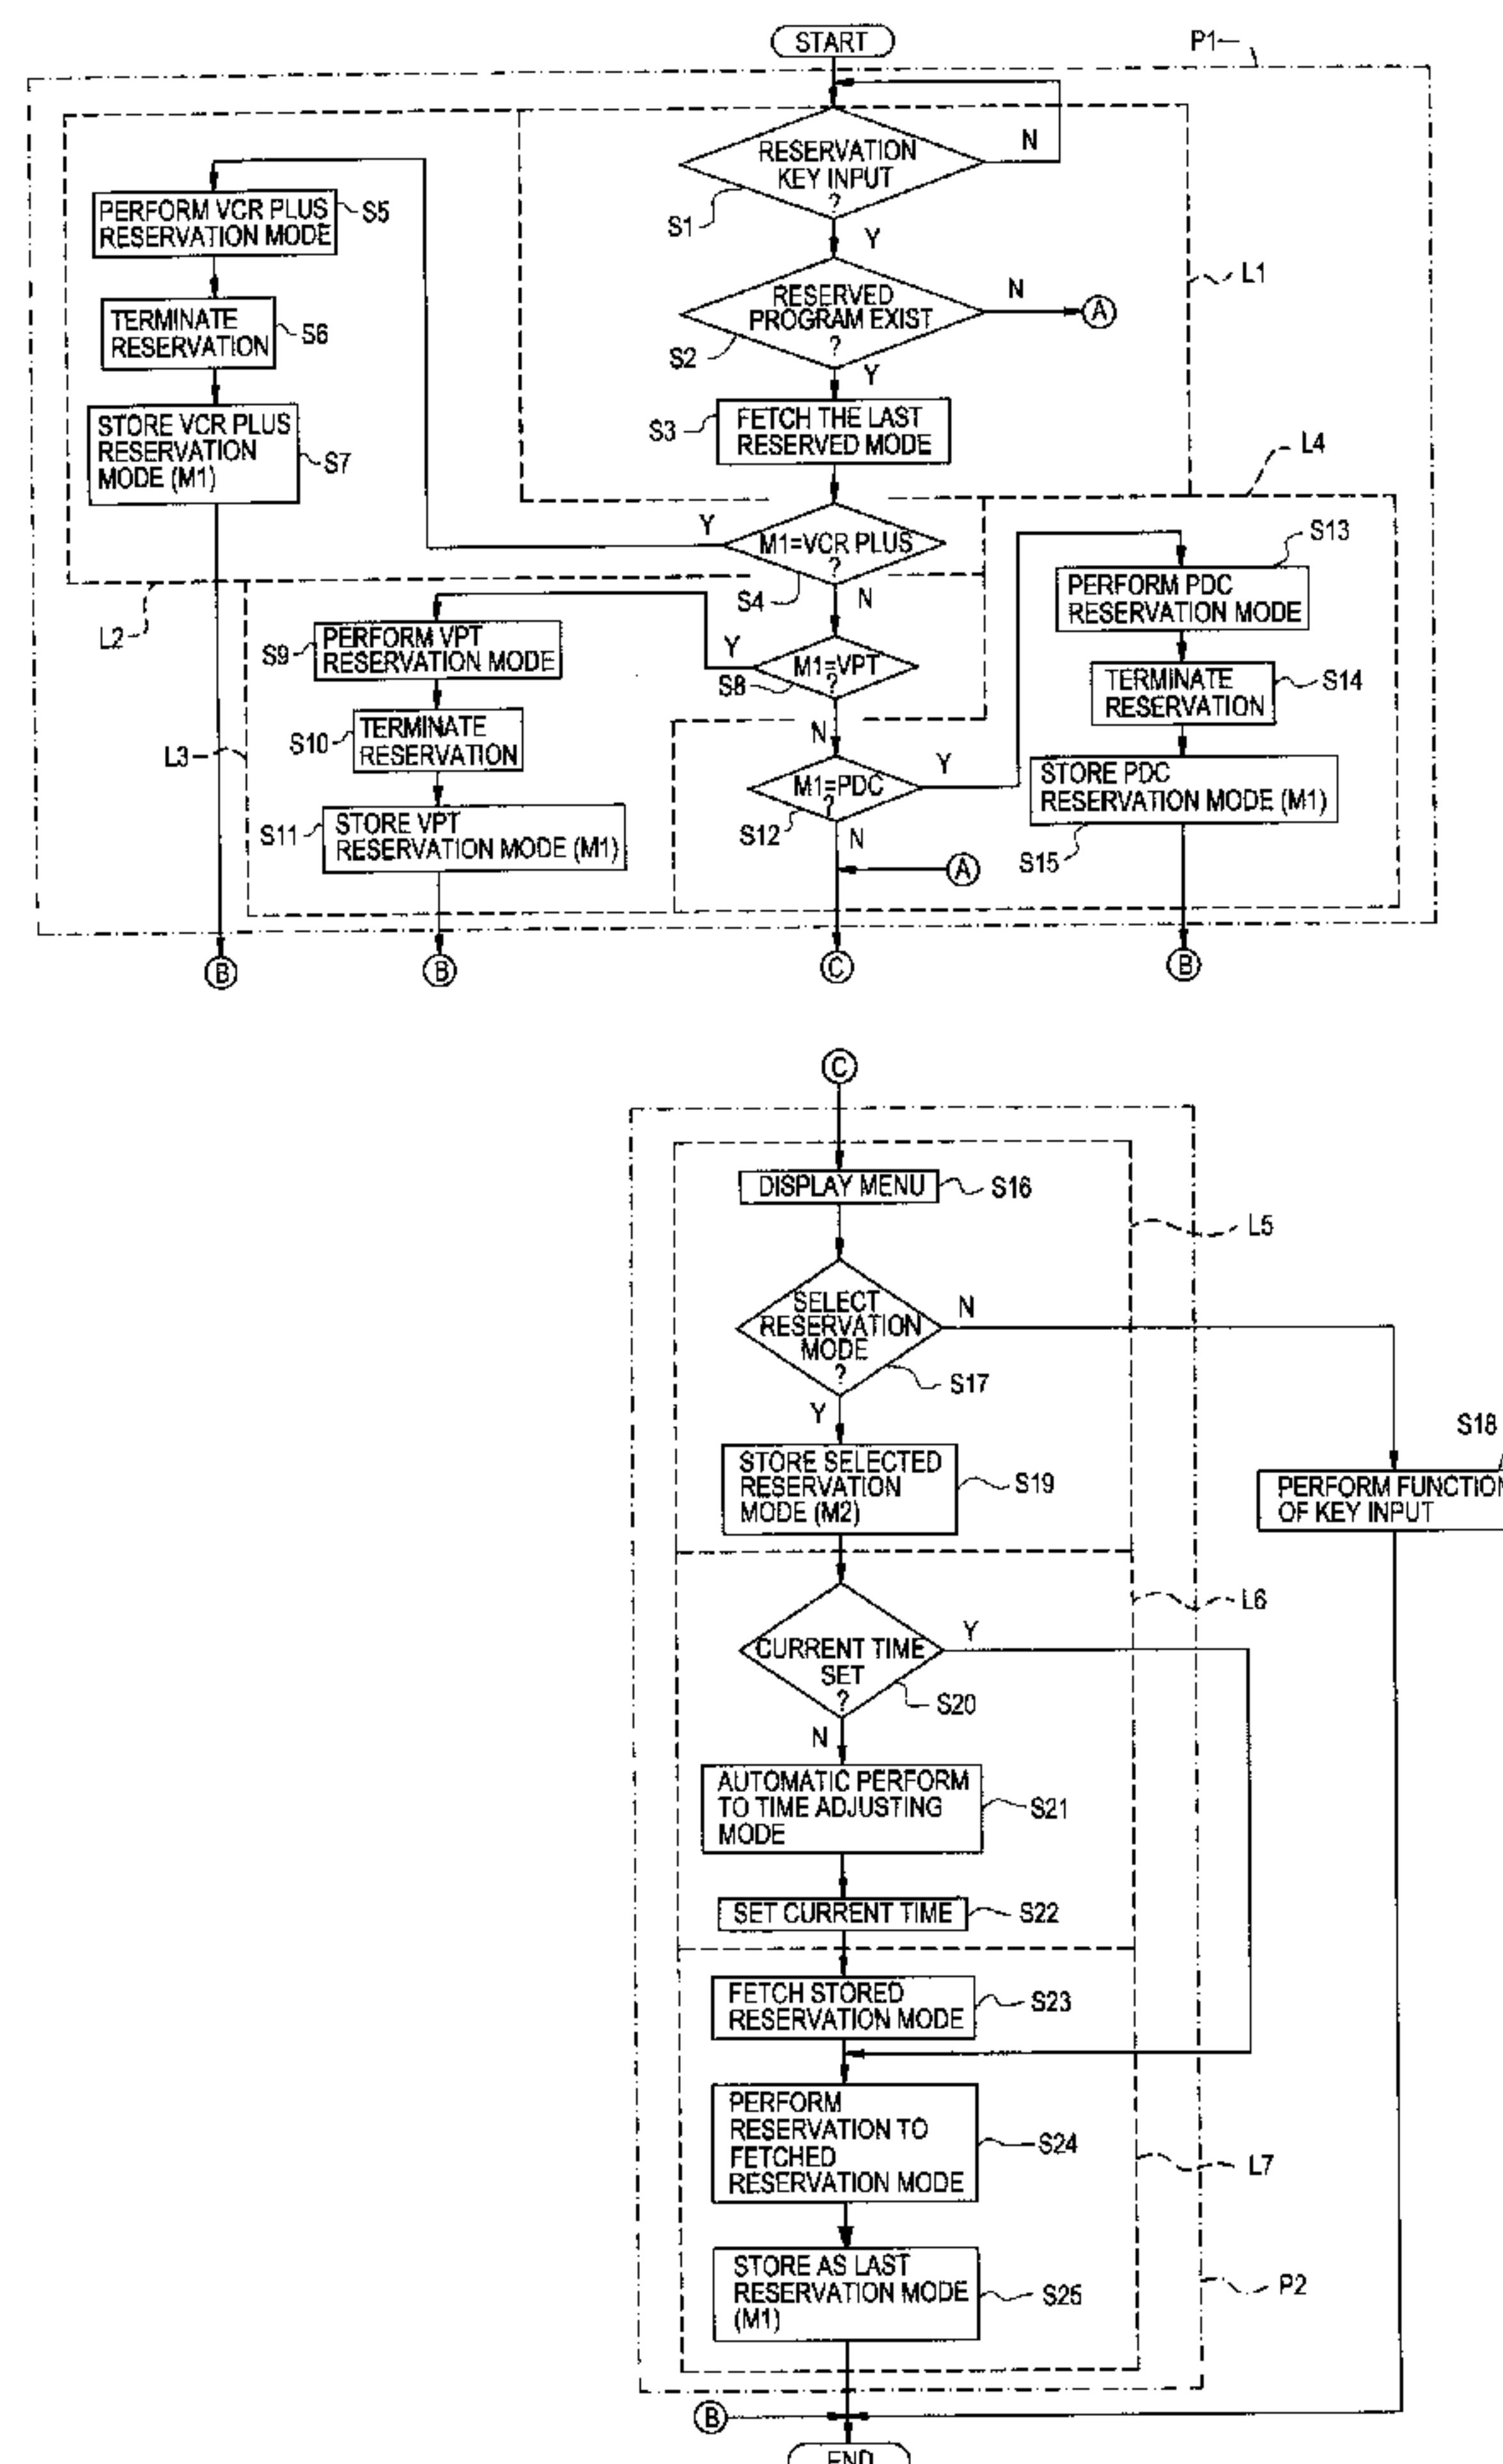 START
P1
RESERVATION
KEY INPUT
?
N
S1
Y
L1
PERFORM VCR PLUS
RESERVATION MODE
S5
RESERVED
PROGRAM EXIST
?
N
A
S2
Y
TERMINATE
RESERVATION
S6
FETCH THE LAST
RESERVED MODE
S3
STORE VCR PLUS
RESERVATION
MODE (M1)
S7
L4
Y
M1=VCR PLUS
?
S4
N
S13
PERFORM PDC
RESERVATION MODE
L2
S9
PERFORM VPT
RESERVATION MODE
Y
M1=VPT
?
S8
N
TERMINATE
RESERVATION
S14
L3
S10
TERMINATE
RESERVATION
M1=PDC
?
Y
S12
N
STORE PDC
RESERVATION MODE (M1)
S15
S11
STORE VPT
RESERVATION MODE (M1)
A
B
B
C
B
C
DISPLAY MENU
S16
L5
SELECT
RESERVATION
MODE
?
N
S17
Y
S18
PERFORM FUNCTION
OF KEY INPUT
STORE SELECTED
RESERVATION
MODE (M2)
S19
L6
CURRENT TIME
SET
?
Y
S20
N
AUTOMATIC PERFORM
TO TIME ADJUSTING
MODE
S21
SET CURRENT TIME
S22
FETCH STORED
RESERVATION MODE
S23
PERFORM
RESERVATION TO
FETCHED
RESERVATION MODE
S24
L7
STORE AS LAST
RESERVATION MODE
(M1)
S25
P2
B
END